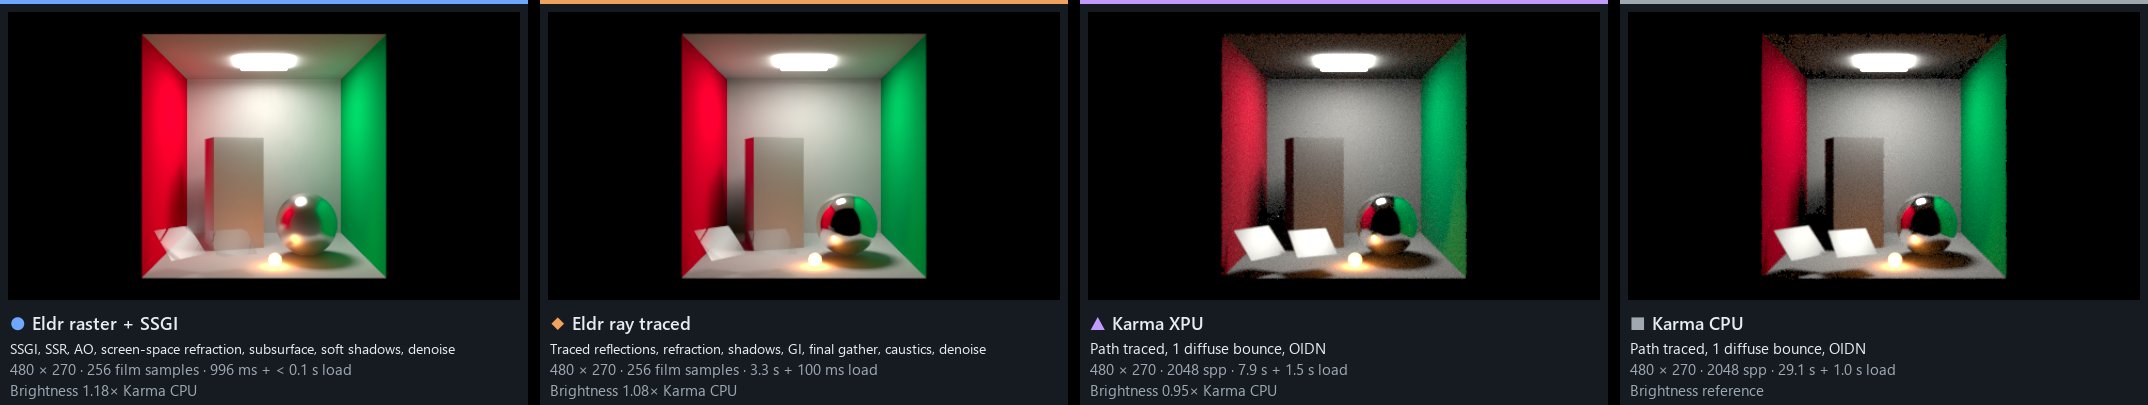 Eldr raster + SSGI
SSGI, SSR, AO, screen-space refraction, subsurface, soft shadows, denoise
480 × 270 · 256 film samples · 996 ms + < 0.1 s load
Brightness 1.18× Karma CPU
Eldr ray traced
Traced reflections, refraction, shadows, GI, final gather, caustics, denoise
480 × 270 · 256 film samples · 3.3 s + 100 ms load
Brightness 1.08× Karma CPU
Karma XPU
Path traced, 1 diffuse bounce, OIDN
480 × 270 · 2048 spp · 7.9 s + 1.5 s load
Brightness 0.95× Karma CPU
Karma CPU
Path traced, 1 diffuse bounce, OIDN
480 × 270 · 2048 spp · 29.1 s + 1.0 s load
Brightness reference